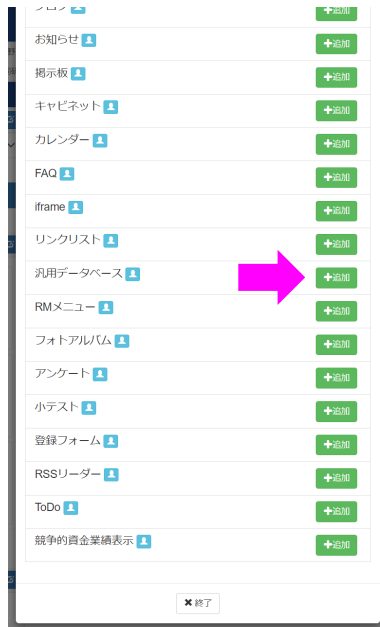 ブログ
+追加
お知らせ
+追加
掲示板
+追加
キャビネット
+追加
カレンダー
+追加
FAQ
+追加
iframe
+追加
リンクリスト
+追加
汎用データベース
+追加
RMメニュー
+追加
フォトアルバム
+追加
アンケート
+追加
小テスト
+追加
登録フォーム
+追加
RSSリーダー
+追加
ToDo
+追加
競争的資金業績表示
+追加
✖終了